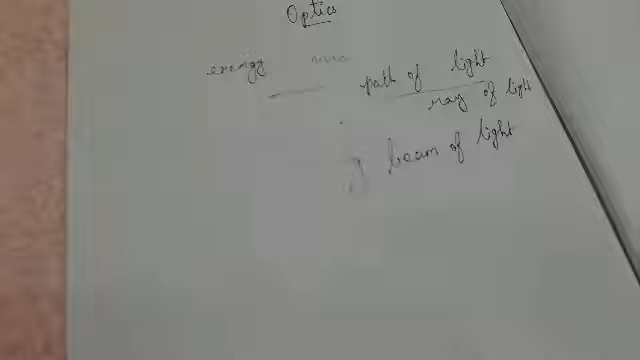 Optics
energy
path of light
ray of light
beam of light